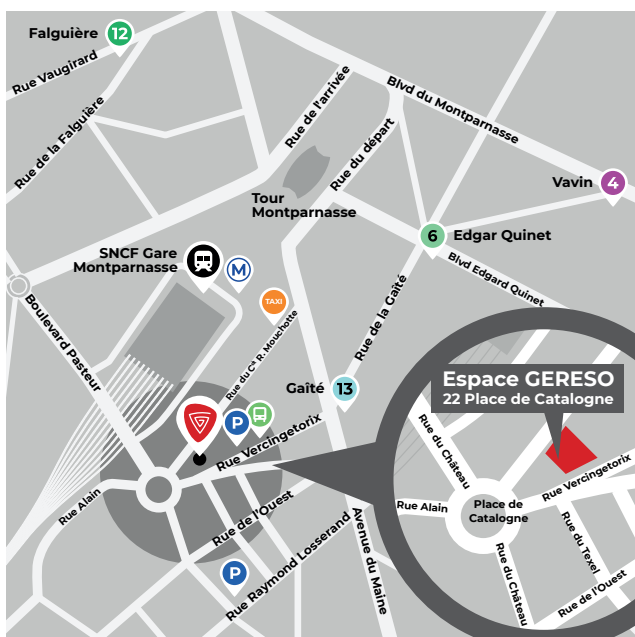 Falguière
12
Rue Vaugirard
Rue de la Falguière
Rue de l'arrivée
Blvd du Montparnasse
Rue du départ
Vavin
4
Tour
Montparnasse
6
Edgar Quinet
SNCF Gare
Montparnasse
M
Blvd Edgard Quinet
TAXI
Boulevard Pasteur
Rue du Cᵗ R. Mouchotte
Rue de la Gaîté
Gaîté
13
Espace GERESO
22 Place de Catalogne
P
Rue Vercingetorix
Rue du Château
Rue Vercingetorix
Rue Alain
Rue Alain
Place de
Catalogne
Rue de l'Ouest
Avenue du Maine
Rue du Texel
Rue du Château
P
Rue Raymond Losserand
Rue de l'Ouest